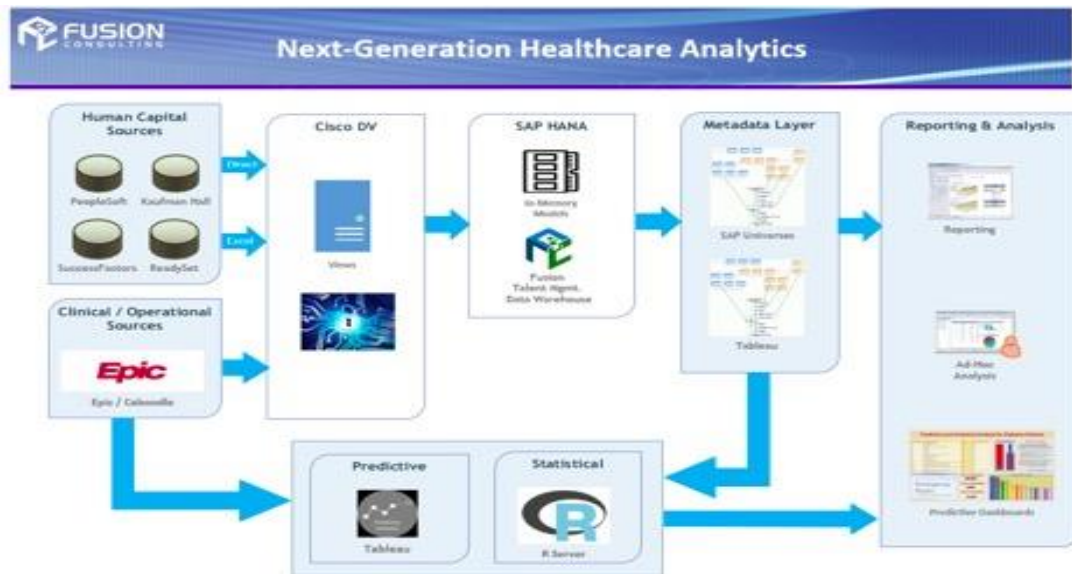 FUSION
CONSULTING
Next-Generation Healthcare Analytics
Human Capital
Sources
PeopleSoft
Kaufman Hall
SuccessFactors
ReadySet
Direct
Excel
Clinical / Operational
Sources
Epic
Epic / Caboodle
Cisco DV
Views
SAP HANA
In-Memory
Models
Fusion
Talent Mgmt.
Data Warehouse
Metadata Layer
SAP Universes
Tableau
Reporting & Analysis
Reporting
Ad-Hoc
Analysis
Predictive Dashboards
Predictive
Tableau
Statistical
R
R Server